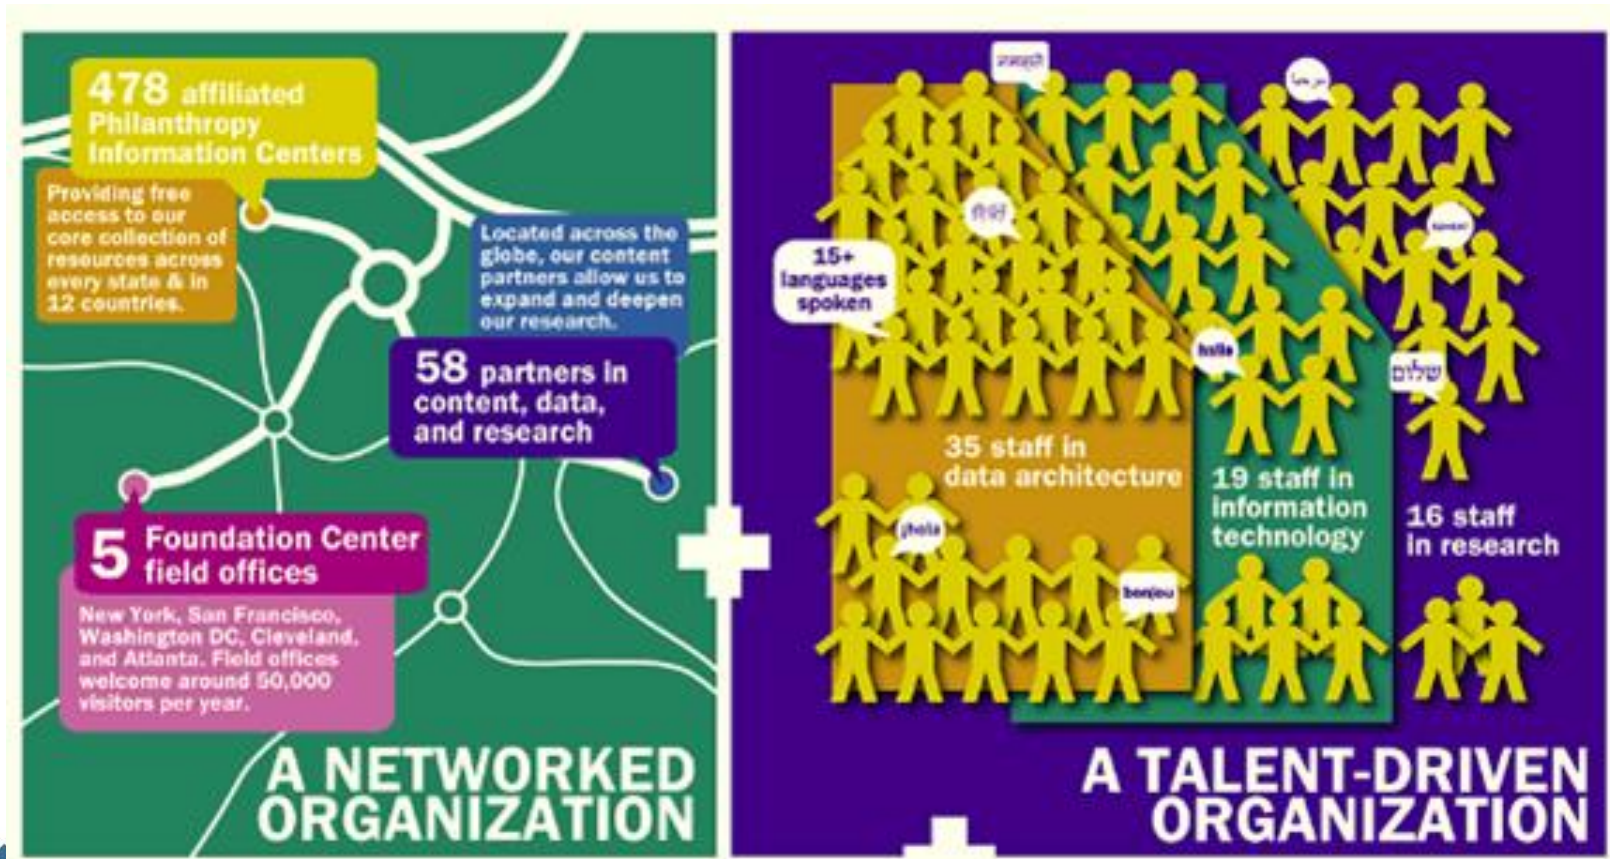 478 affiliated
Philanthropy
Information Centers
Providing free
access to our
core collection of
resources across
every state & in
12 countries.
Located across the
globe, our content
partners allow us to
expand and deepen
our research.
58 partners in
content, data,
and research
5 Foundation Center
field offices
New York, San Francisco,
Washington DC, Cleveland,
and Atlanta. Field offices
welcome around 50,000
visitors per year.
A NETWORKED
ORGANIZATION
15+
languages
spoken
שלום
35 staff in
data architecture
19 staff in
information
technology
16 staff
in research
¡hola
bonjou
A TALENT-DRIVEN
ORGANIZATION